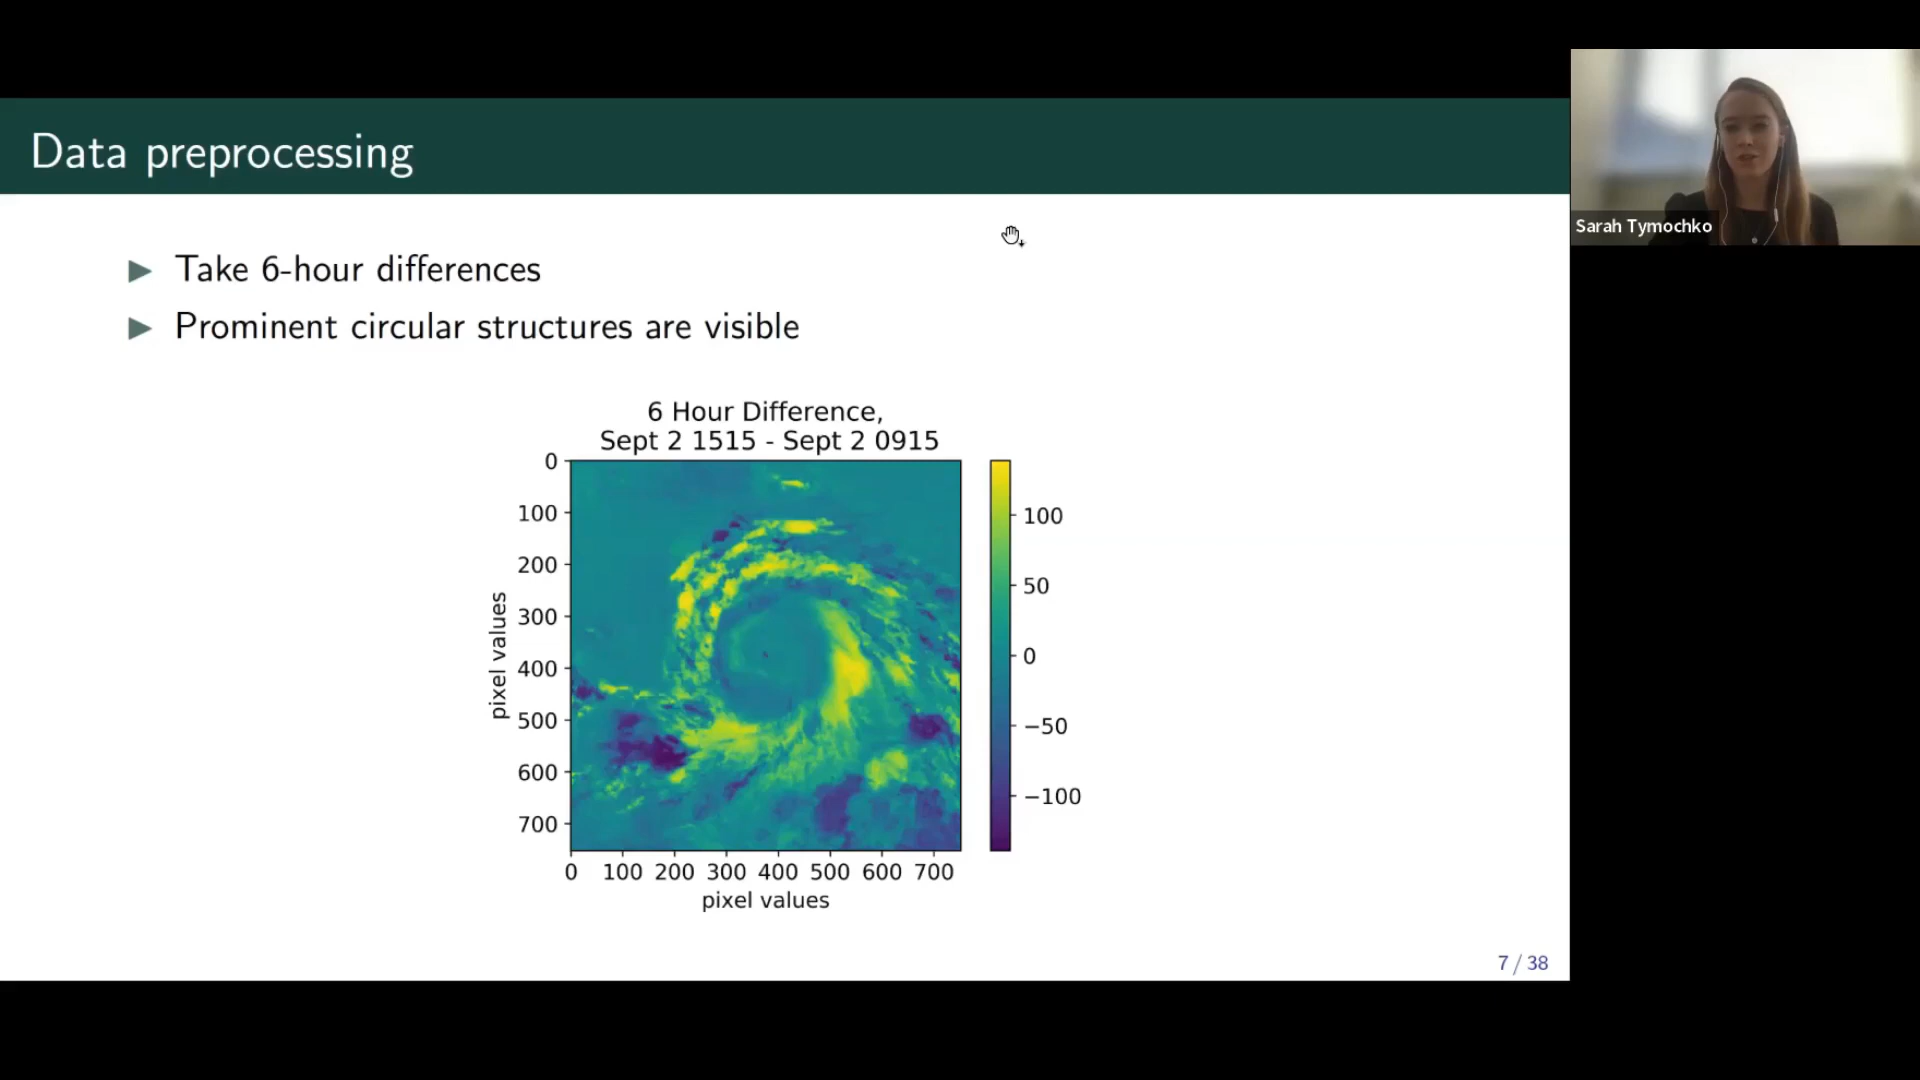 Data preprocessing
Take 6-hour differences
Prominent circular structures are visible
6 Hour Difference,
Sept 2 1515 - Sept 2 0915
0
100
200
300
400
500
600
700
pixel values
0 100 200 300 400 500 600 700
pixel values
100
50
0
−50
−100
7 / 38
Sarah Tymochko